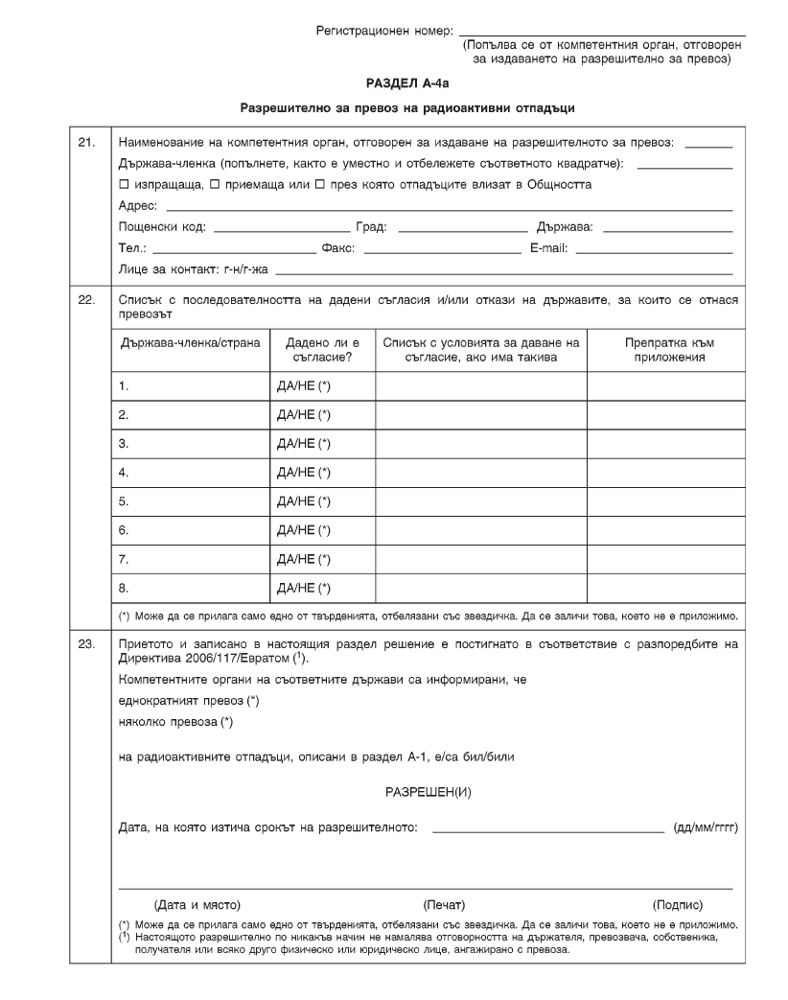 Регистрационен номер: 
(Попълва се от компетентния орган, отговорен
за издаването на разрешително за превоз)
РАЗДЕЛ А-4а
Разрешително за превоз на радиоактивни отпадъци
21. Наименование на компетентния орган, отговорен за издаване на разрешителното за превоз:
Държава-членка (попълнете, както е уместно и отбележете съответното квадратче):
☐ изпращаща, ☐ приемаща или ☐ през която отпадъците влизат в Общността
Адрес:
Пощенски код: Град: Държава:
Тел.: Факс: E-mail:
Лице за контакт: г-н/г-жа
22. Списък с последователността на дадени съгласия и/или откази на държавите, за които се отнася
превозът
Държава-членка/страна Дадено ли е Списък с условията за даване на Препратка към
съгласие? съгласие, ако има такива приложения
1. ДА/НЕ (*)
2. ДА/НЕ (*)
3. ДА/НЕ (*)
4. ДА/НЕ (*)
5. ДА/НЕ (*)
6. ДА/НЕ (*)
7. ДА/НЕ (*)
8. ДА/НЕ (*)
(*) Може да се прилага само едно от твърденията, отбелязани със звездичка. Да се заличи това, което не е приложимо.
23. Приетото и записано в настоящия раздел решение е постигнато в съответствие с разпоредбите на
Директива 2006/117/Евратом (¹).
Компетентните органи на съответните държави са информирани, че
еднократният превоз (*)
няколко превоза (*)
на радиоактивните отпадъци, описани в раздел А-1, е/са бил/били
РАЗРЕШЕН(И)
Дата, на която изтича срокът на разрешителното: (дд/мм/гггг)
(Дата и място) (Печат) (Подпис)
(*) Може да се прилага само едно от твърденията, отбелязани със звездичка. Да се заличи това, което не е приложимо.
(¹) Настоящото разрешително по никакъв начин не намалява отговорността на държателя, превозвача, собственика,
получателя или всяко друго физическо или юридическо лице, ангажирано с превоза.